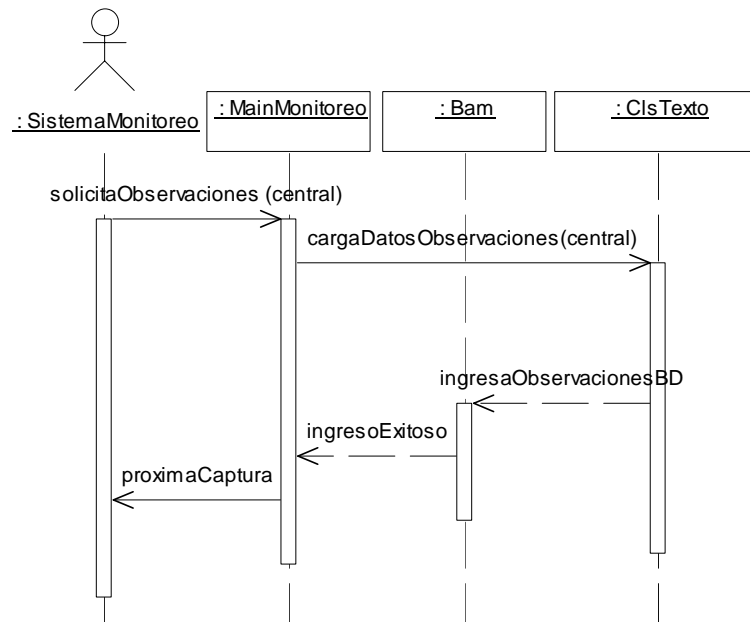 : SistemaMonitoreo
: MainMonitoreo
: Bam
: ClsTexto
solicitaObservaciones (central)
cargaDatosObservaciones(central)
ingresaObservacionesBD
ingresoExitoso
proximaCaptura